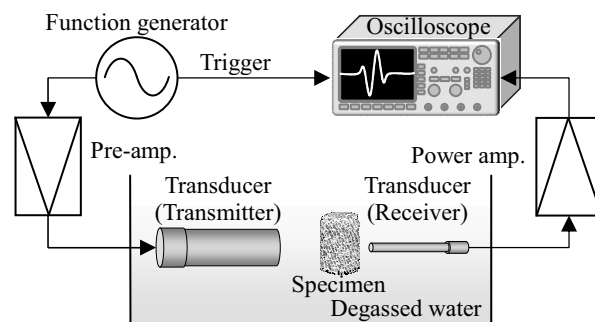 Function generator
Oscilloscope
Trigger
Pre-amp.
Power amp.
Transducer
(Transmitter)
Transducer
(Receiver)
Specimen
Degassed water